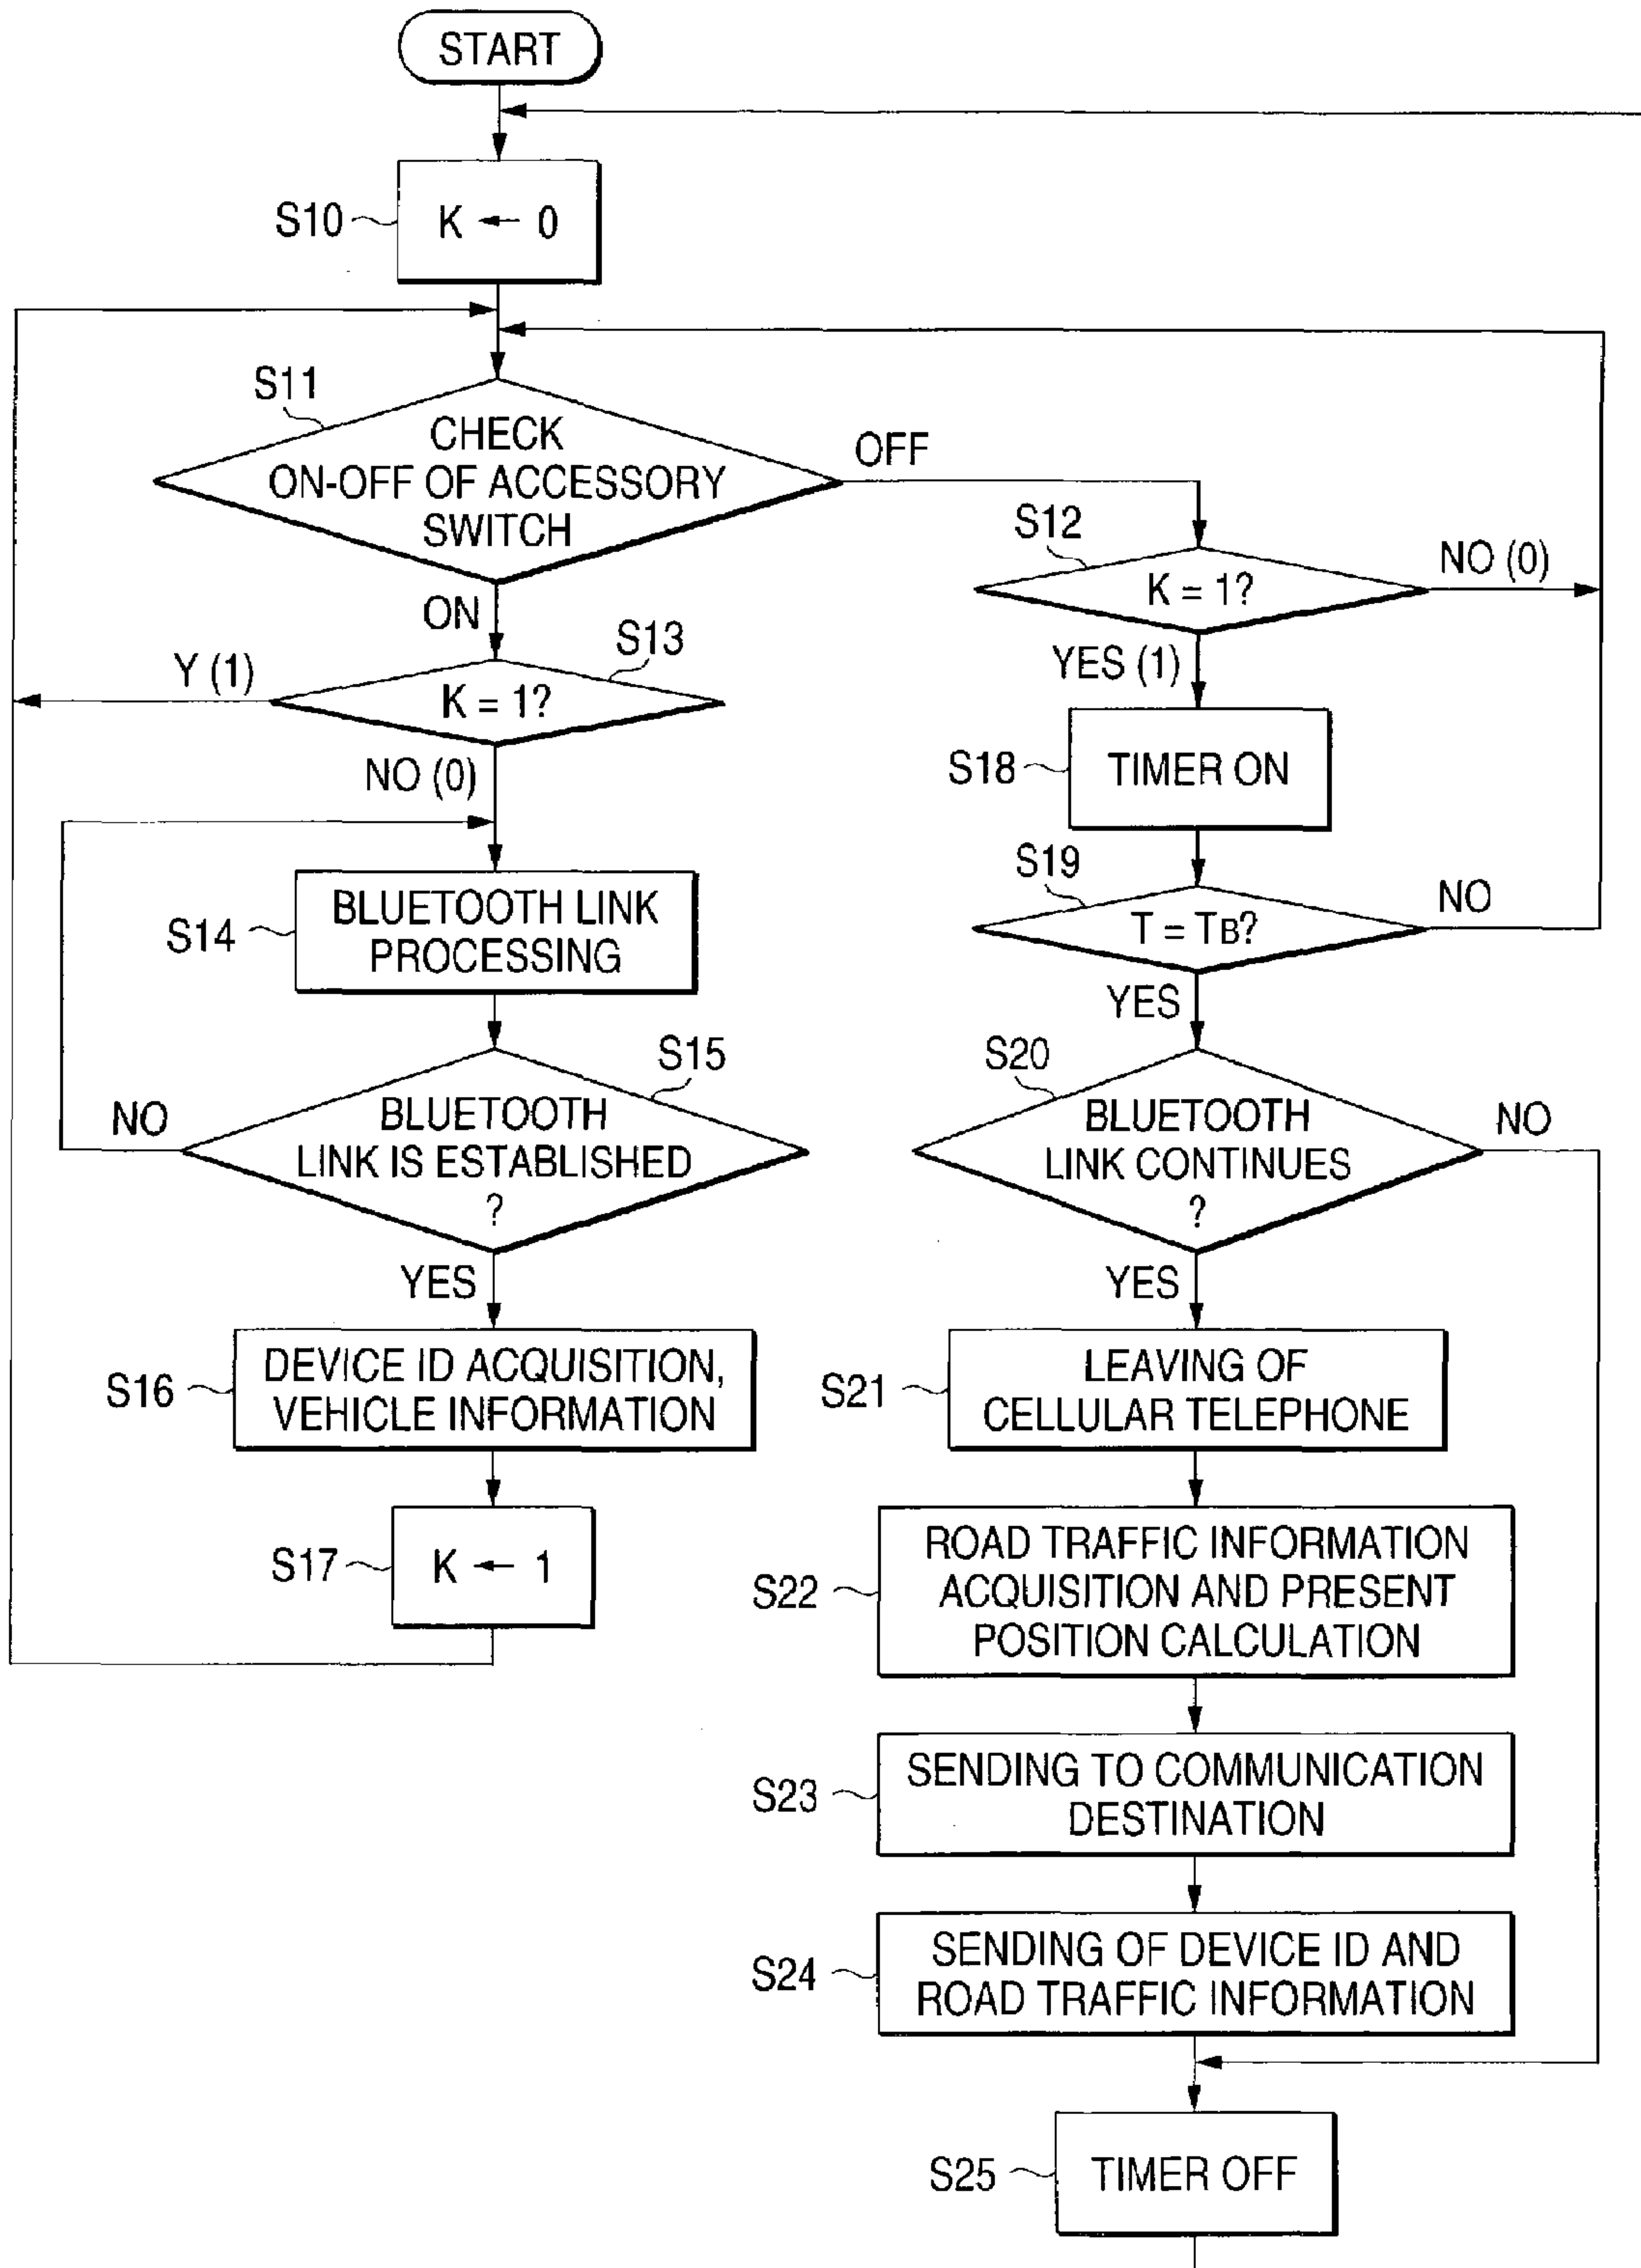 START
S10
K ← 0
S11
CHECK
ON-OFF OF ACCESSORY
SWITCH
OFF
ON
S12
K = 1?
NO (0)
YES (1)
S13
K = 1?
Y (1)
NO (0)
S14
BLUETOOTH LINK
PROCESSING
S15
BLUETOOTH
LINK IS ESTABLISHED
?
NO
YES
S16
DEVICE ID ACQUISITION,
VEHICLE INFORMATION
S17
K ← 1
S18
TIMER ON
S19
T = TB?
NO
YES
S20
BLUETOOTH
LINK CONTINUES
?
NO
YES
S21
LEAVING OF
CELLULAR TELEPHONE
S22
ROAD TRAFFIC INFORMATION
ACQUISITION AND PRESENT
POSITION CALCULATION
S23
SENDING TO COMMUNICATION
DESTINATION
S24
SENDING OF DEVICE ID AND
ROAD TRAFFIC INFORMATION
S25
TIMER OFF